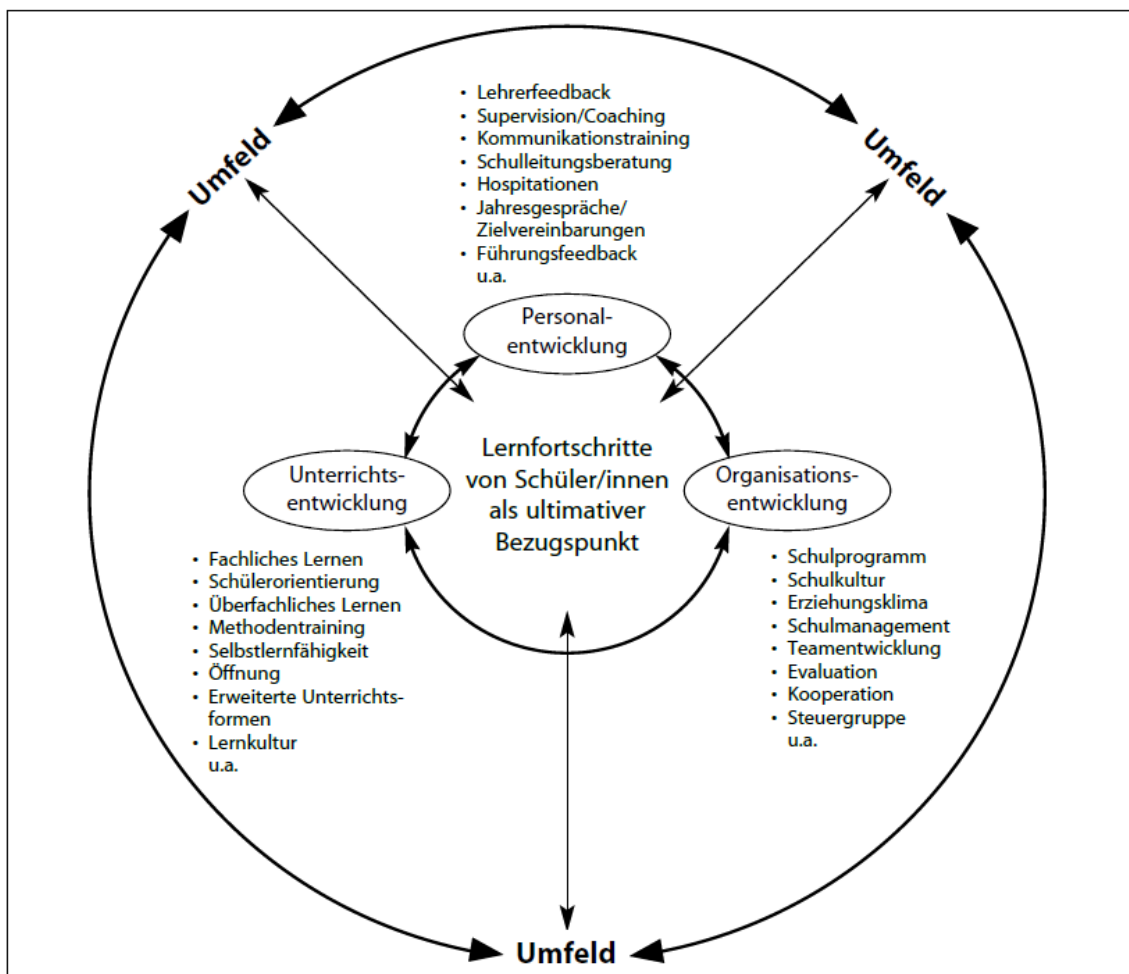 Umfeld
Umfeld
• Lehrerfeedback
• Supervision/Coaching
• Kommunikationstraining
• Schulleitungsberatung
• Hospitationen
• Jahresgespräche/
Zielvereinbarungen
• Führungsfeedback
u.a.
Personal-
entwicklung
Unterrichts-
entwicklung
Lernfortschritte
von Schüler/innen
als ultimativer
Bezugspunkt
Organisations-
entwicklung
• Fachliches Lernen
• Schülerorientierung
• Überfachliches Lernen
• Methodentraining
• Selbstlernfähigkeit
• Öffnung
• Erweiterte Unterrichts-
formen
• Lernkultur
u.a.
• Schulprogramm
• Schulkultur
• Erziehungsklima
• Schulmanagement
• Teamentwicklung
• Evaluation
• Kooperation
• Steuergruppe
u.a.
Umfeld